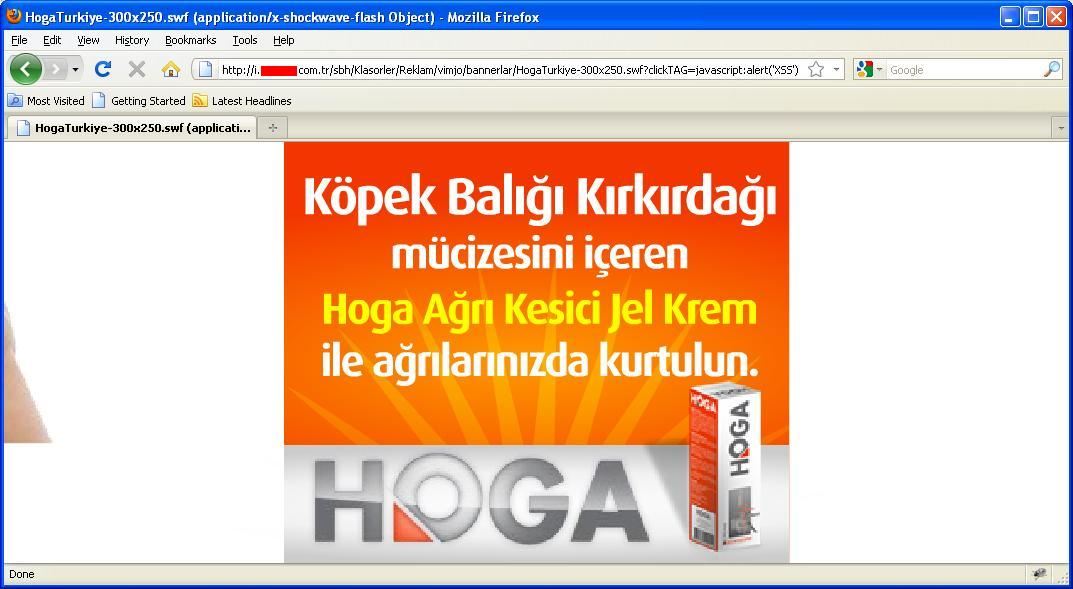 HogaTurkiye-300x250.swf (application/x-shockwave-flash Object) - Mozilla Firefox
File Edit View History Bookmarks Tools Help
http://i. com.tr/sbh/Klasorler/Reklam/vimjo/bannerlar/HogaTurkiye-300x250.swf?clickTAG=javascript:alert('XSS') Google
Most Visited Getting Started Latest Headlines
HogaTurkiye-300x250.swf (applicati...
Köpek Balığı Kırkırdağı
mücizesini içeren
Hoga Ağrı Kesici Jel Krem
ile ağrılarınızda kurtulun.
HOGA
HOGA
HOGA
Done